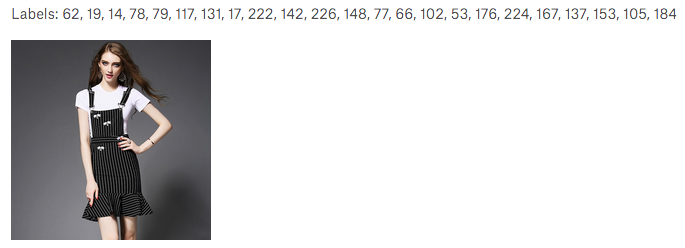 Labels: 62, 19, 14, 78, 79, 117, 131, 17, 222, 142, 226, 148, 77, 66, 102, 53, 176, 224, 167, 137, 153, 105, 184